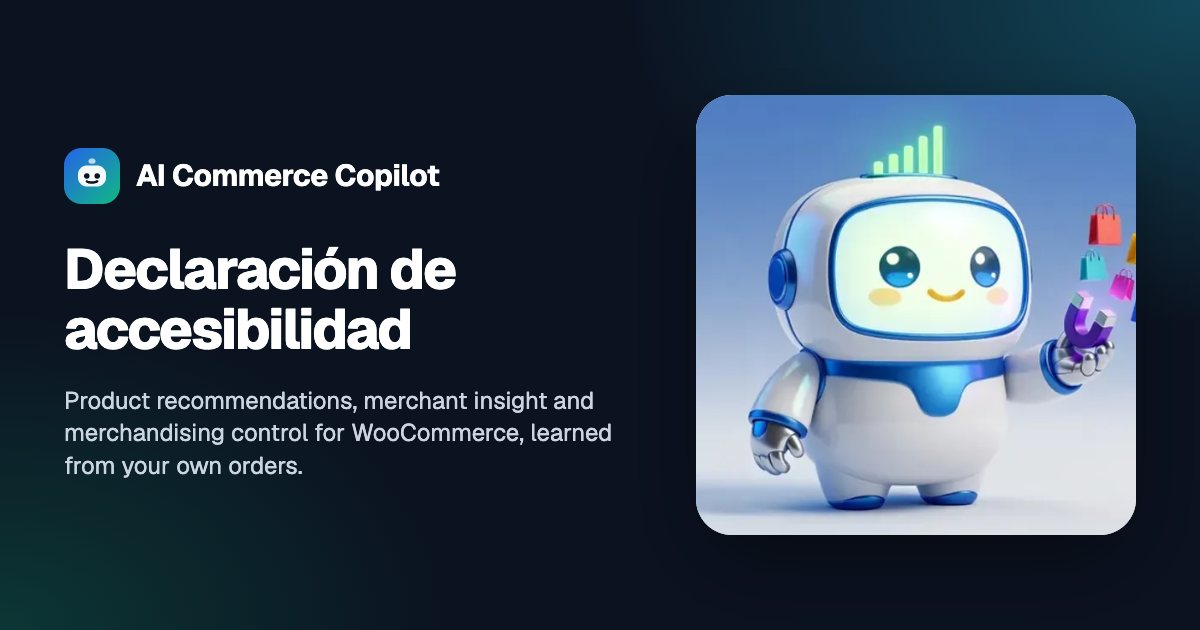 AI Commerce Copilot
Declaración de
accesibilidad
Product recommendations, merchant insight and
merchandising control for WooCommerce, learned
from your own orders.